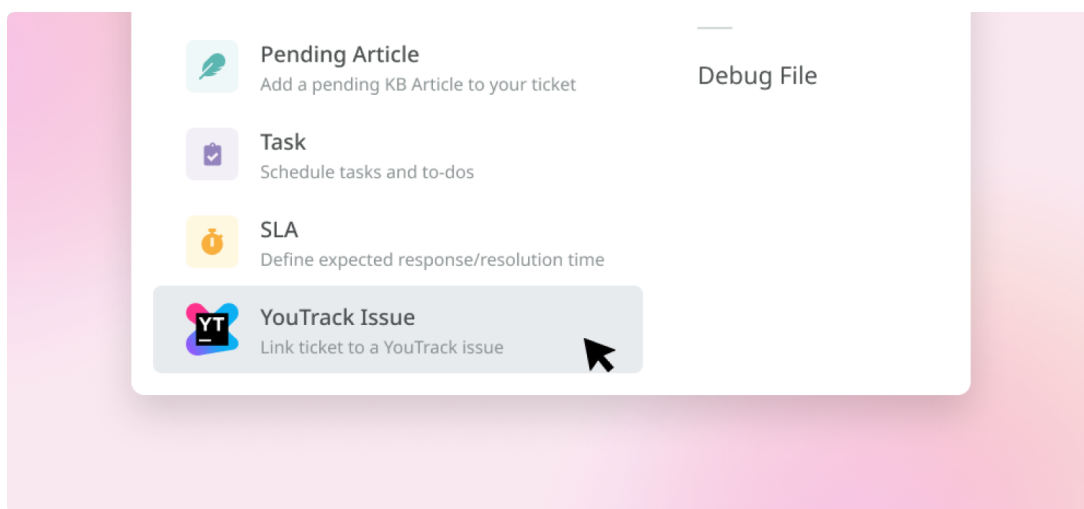 Pending Article
Add a pending KB Article to your ticket
Task
Schedule tasks and to-dos
SLA
Define expected response/resolution time
YT
YouTrack Issue
Link ticket to a YouTrack issue
Debug File